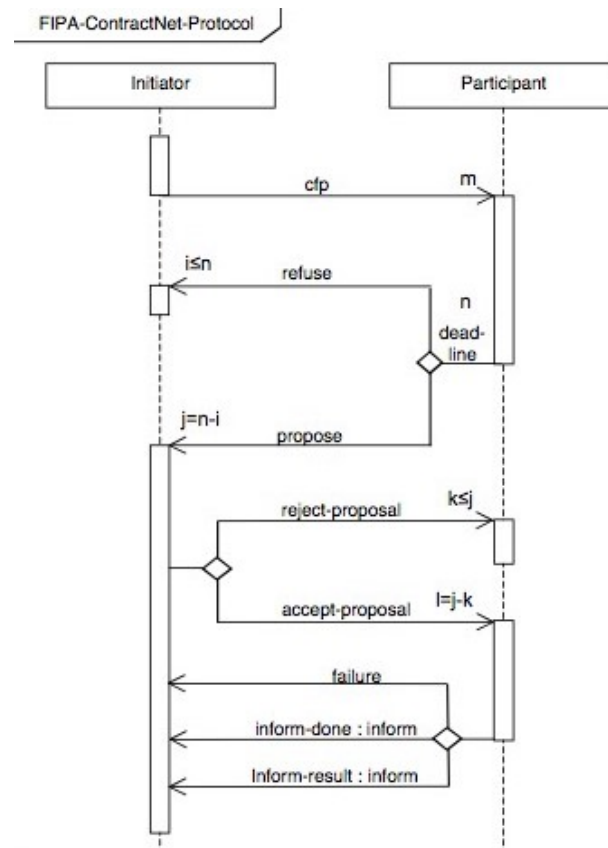 FIPA-ContractNet-Protocol
Initiator
Participant
cfp
m
i≤n
refuse
n
dead-
line
j=n-i
propose
reject-proposal
k≤j
accept-proposal
l=j-k
failure
inform-done : inform
Inform-result : inform